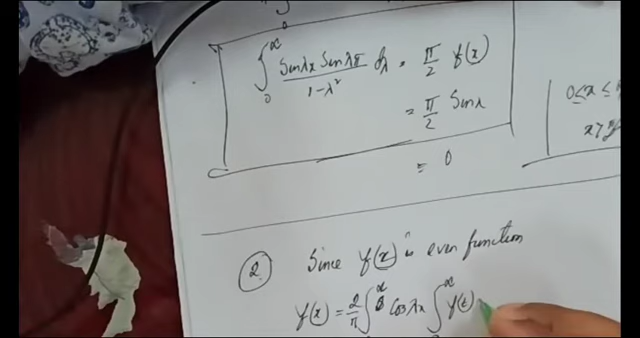 0
∫₀^∞ Sinλx Sinλπ / 1-λ² dλ = π/2 f(x)
= π/2 Sinx
0≤x≤
= 0
x>
② Since f(x) is even function
f(x) = 2/π ∫₀^∞ Cosλx ∫^∞ f(t)